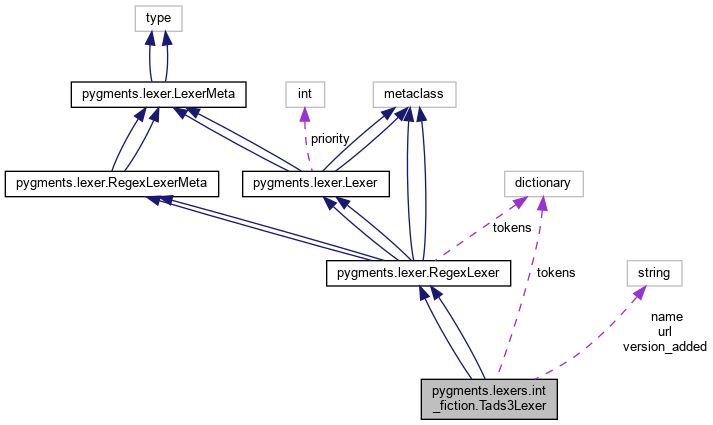 type
pygments.lexer.LexerMeta
int
metaclass
priority
pygments.lexer.RegexLexerMeta
pygments.lexer.Lexer
dictionary
tokens
pygments.lexer.RegexLexer
tokens
string
name
url
version_added
pygments.lexers.int
_fiction.Tads3Lexer